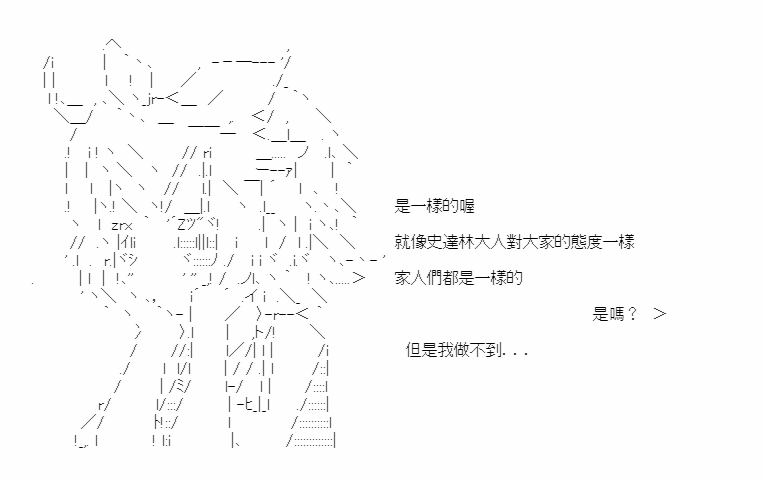 是一樣的喔
就像史達林大人對大家的態度一樣
家人們都是一樣的
是嗎？ ＞
但是我做不到...